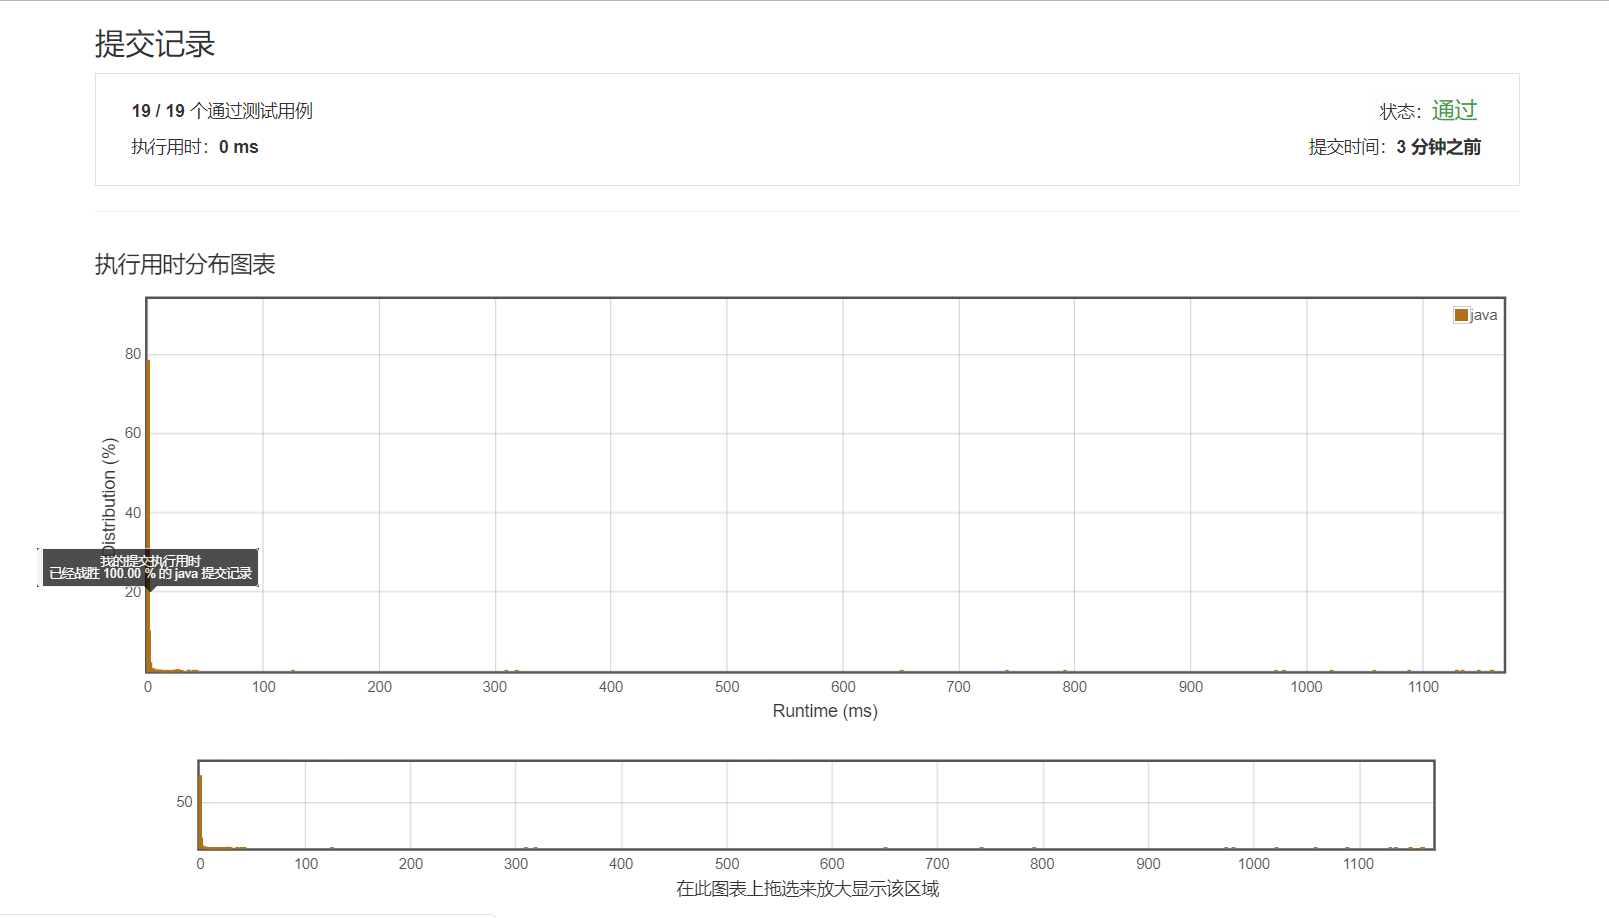 提交记录
19 / 19 个通过测试用例
状态：通过
执行用时：0 ms
提交时间：3 分钟之前
执行用时分布图表
java
80
60
40
20
Distribution (%)
我的提交执行用时
已经战胜 100.00 % 的 java 提交记录
0 100 200 300 400 500 600 700 800 900 1000 1100
Runtime (ms)
50
0 100 200 300 400 500 600 700 800 900 1000 1100
在此图表上拖选来放大显示该区域